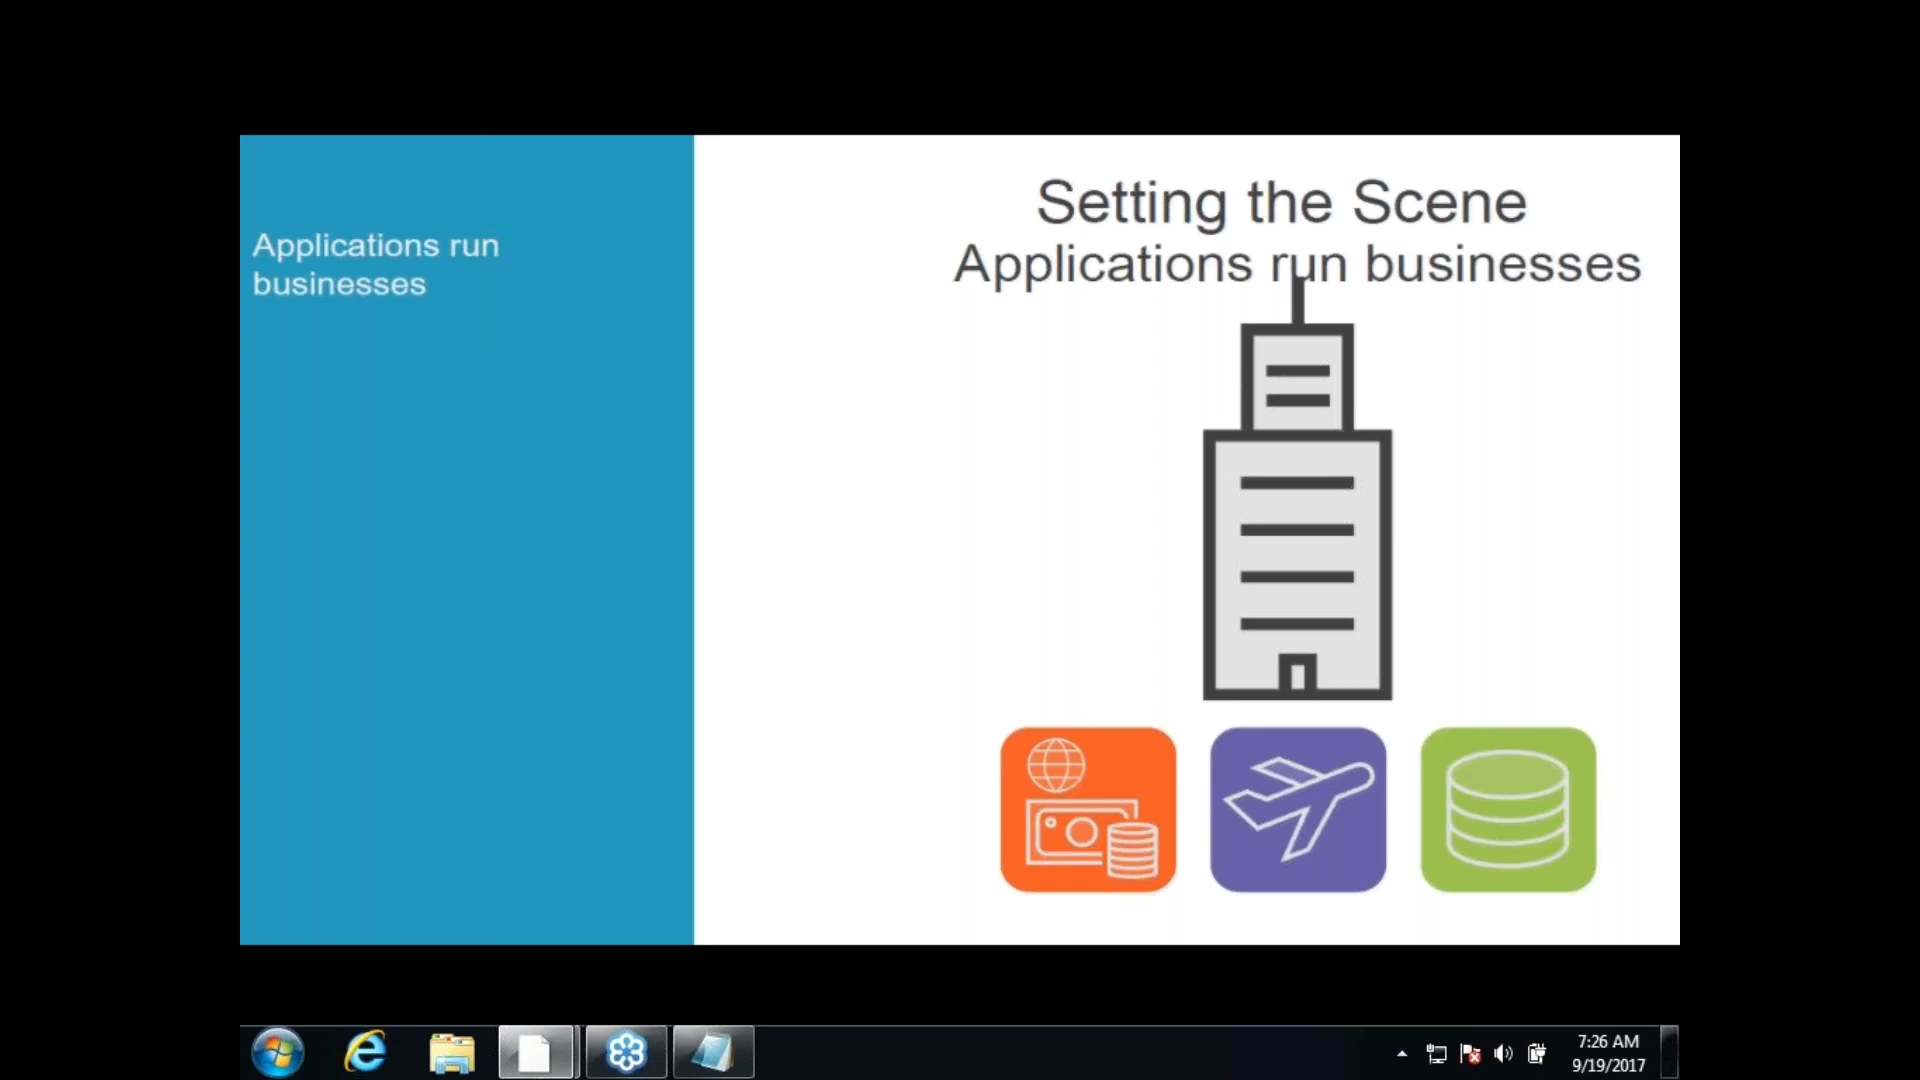 Applications run
businesses
Setting the Scene
Applications run businesses
7:26 AM
9/19/2017